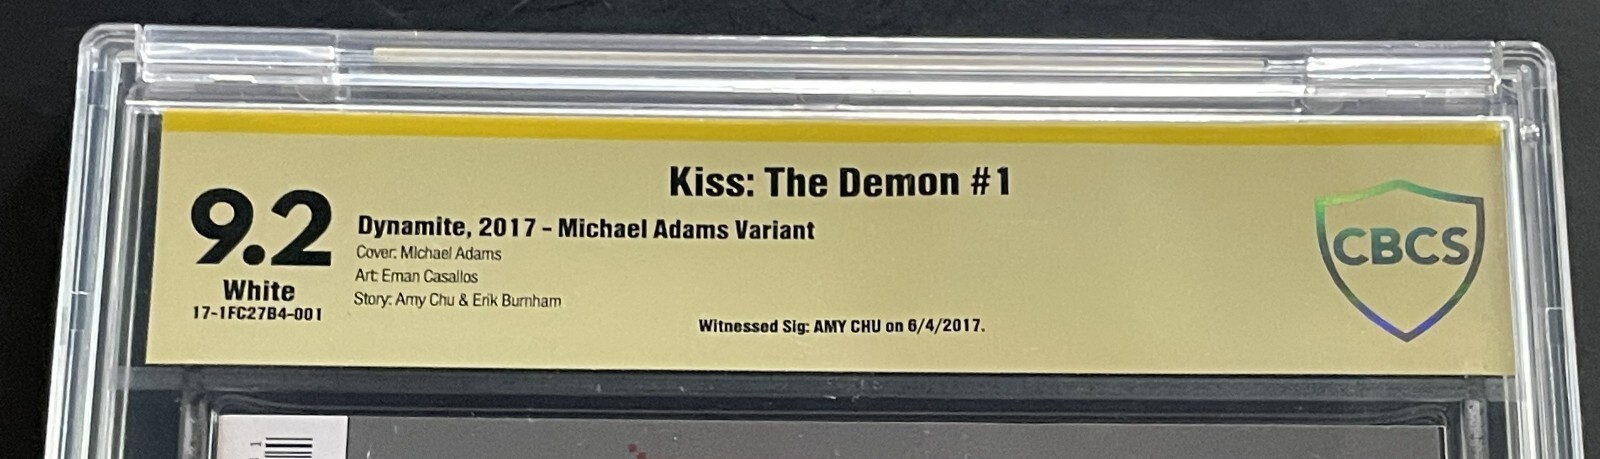 Kiss: The Demon #1
9.2
White
17-1FC27B4-001
Dynamite, 2017 - Michael Adams Variant
Cover: Michael Adams
Art: Eman Casallos
Story: Amy Chu & Erik Burnham
Witnessed Sig: AMY CHU on 6/4/2017.
CBCS
1